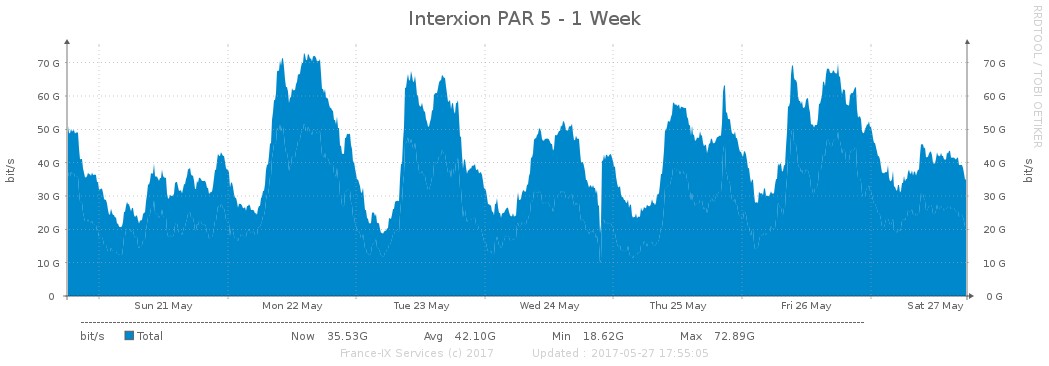 Interxion PAR 5 - 1 Week
RRDTOOL / TOBI OETIKER
bit/s
70 G 70 G
60 G 60 G
50 G 50 G
40 G 40 G
30 G 30 G
20 G 20 G
10 G 10 G
0 0 G
bit/s
Sun 21 May Mon 22 May Tue 23 May Wed 24 May Thu 25 May Fri 26 May Sat 27 May
bit/s Total Now 35.53G Avg 42.10G Min 18.62G Max 72.89G
France-IX Services (c) 2017 Updated : 2017-05-27 17:55:05